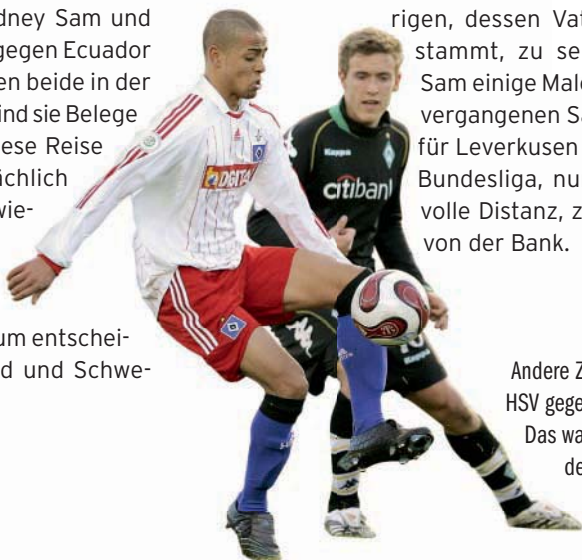 dney Sam und
gegen Ecuador
en beide in der
ind sie Belege
ese Reise
ächlich
wie-
um entschei-
d und Schwe-
rigen, dessen Vat
stammt, zu se
Sam einige Male
vergangenen Sa
für Leverkusen
Bundesliga, nu
volle Distanz, z
von der Bank.
Andere Z
HSV gege
Das wa
de
Kappa
citibank